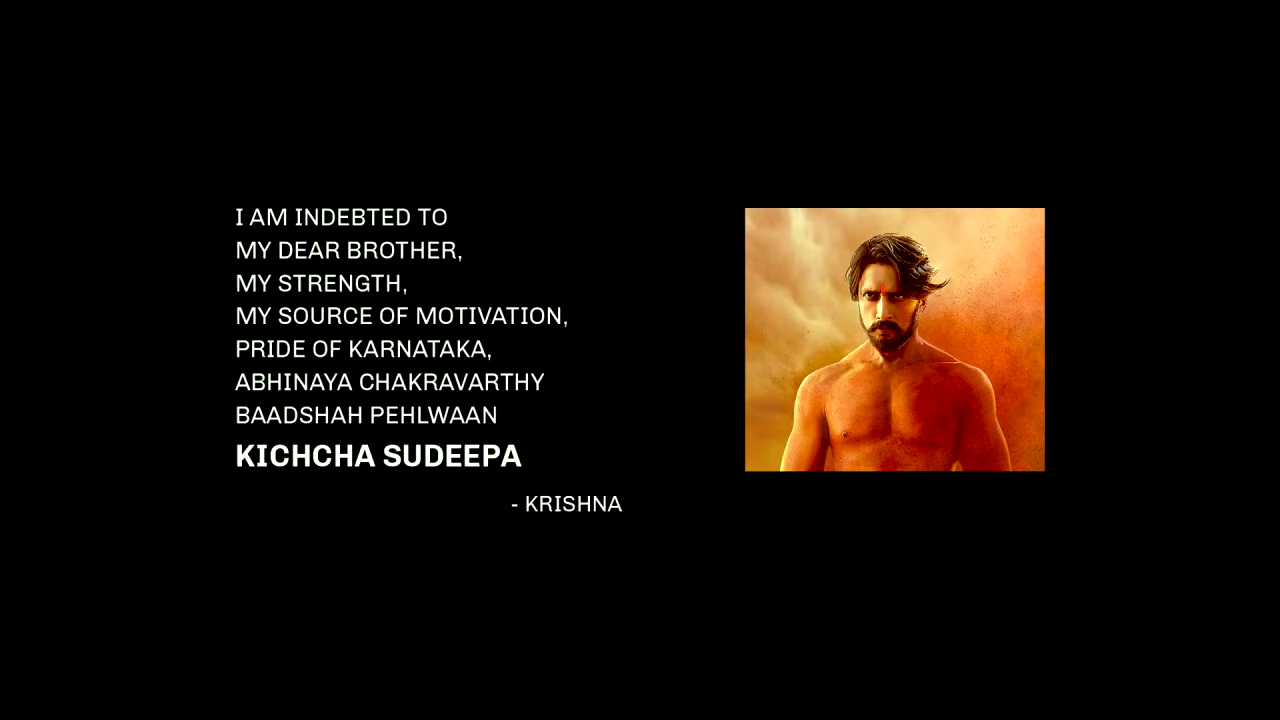 I AM INDEBTED TO
MY DEAR BROTHER,
MY STRENGTH,
MY SOURCE OF MOTIVATION,
PRIDE OF KARNATAKA,
ABHINAYA CHAKRAVARTHY
BAADSHAH PEHLWAAN
KICHCHA SUDEEPA
- KRISHNA